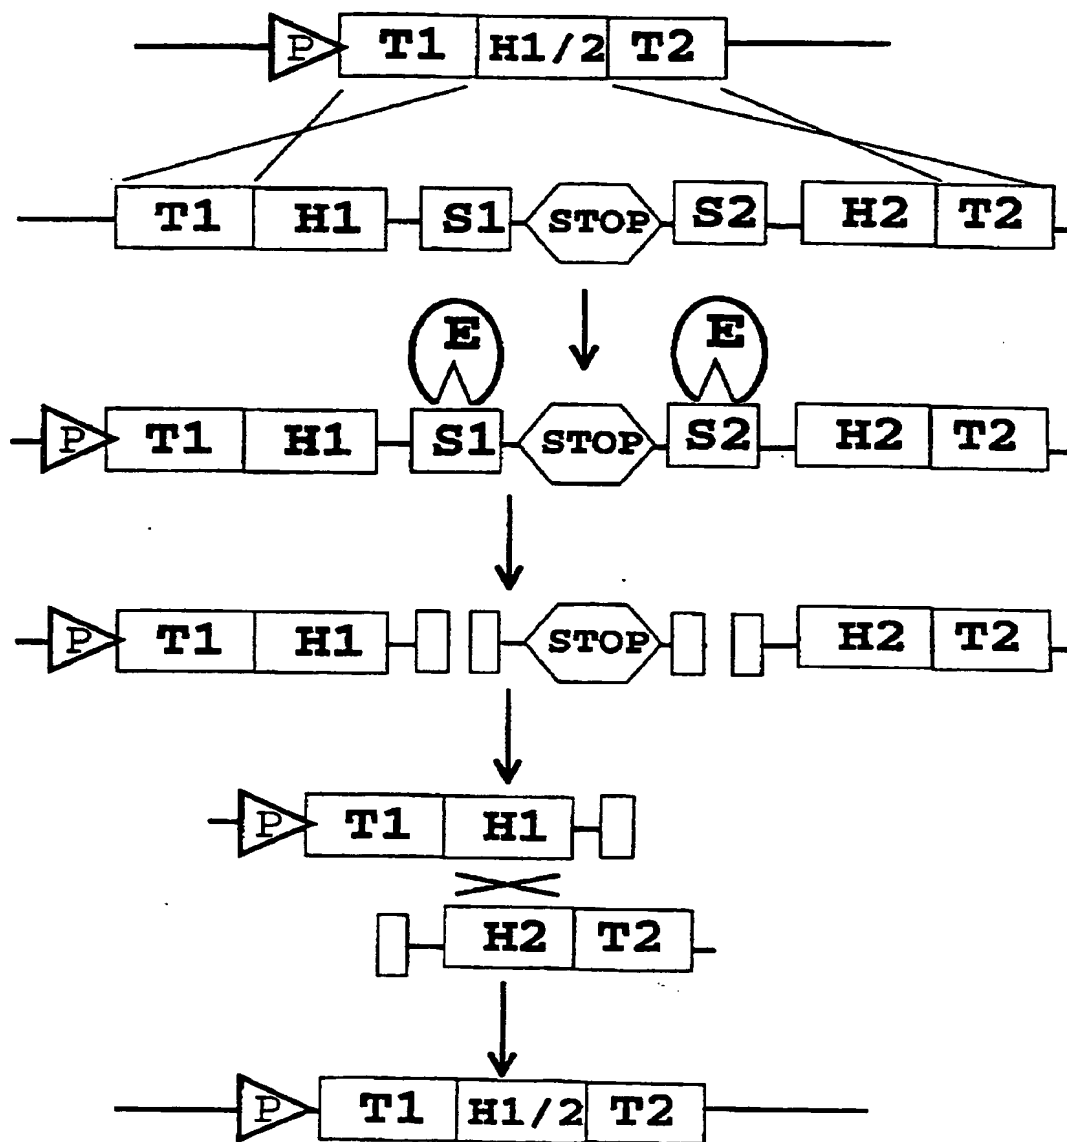 P T1 H1/2 T2
T1 H1 S1 STOP S2 H2 T2
E E
P T1 H1 S1 STOP S2 H2 T2
P T1 H1 STOP H2 T2
P T1 H1
H2 T2
P T1 H1/2 T2